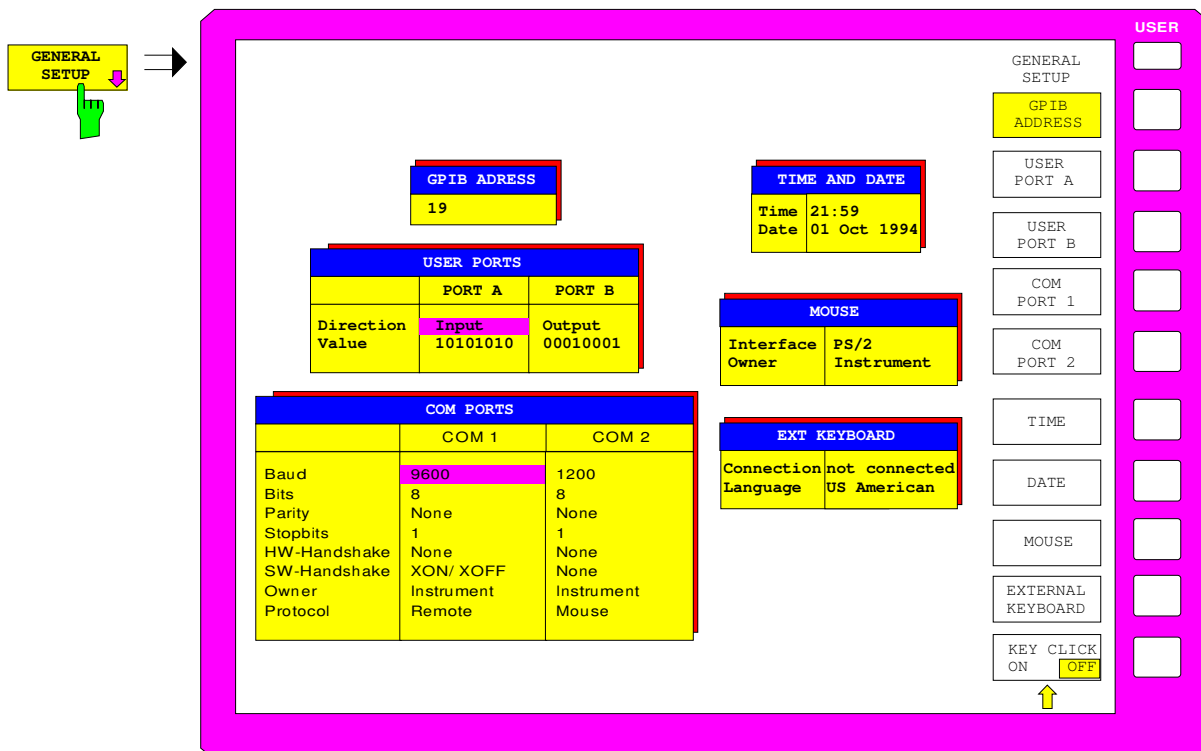 USER
GENERAL
SETUP
GENERAL
SETUP
GPIB
ADDRESS
USER
PORT A
USER
PORT B
COM
PORT 1
COM
PORT 2
TIME
DATE
MOUSE
EXTERNAL
KEYBOARD
KEY CLICK
ON OFF
GPIB ADRESS
19
TIME AND DATE
Time 21:59
Date 01 Oct 1994
USER PORTS
PORT A PORT B
Direction Input Output
Value 10101010 00010001
MOUSE
Interface PS/2
Owner Instrument
COM PORTS
COM 1 COM 2
Baud 9600 1200
Bits 8 8
Parity None None
Stopbits 1 1
HW-Handshake None None
SW-Handshake XON/ XOFF None
Owner Instrument Instrument
Protocol Remote Mouse
EXT KEYBOARD
Connection not connected
Language US American